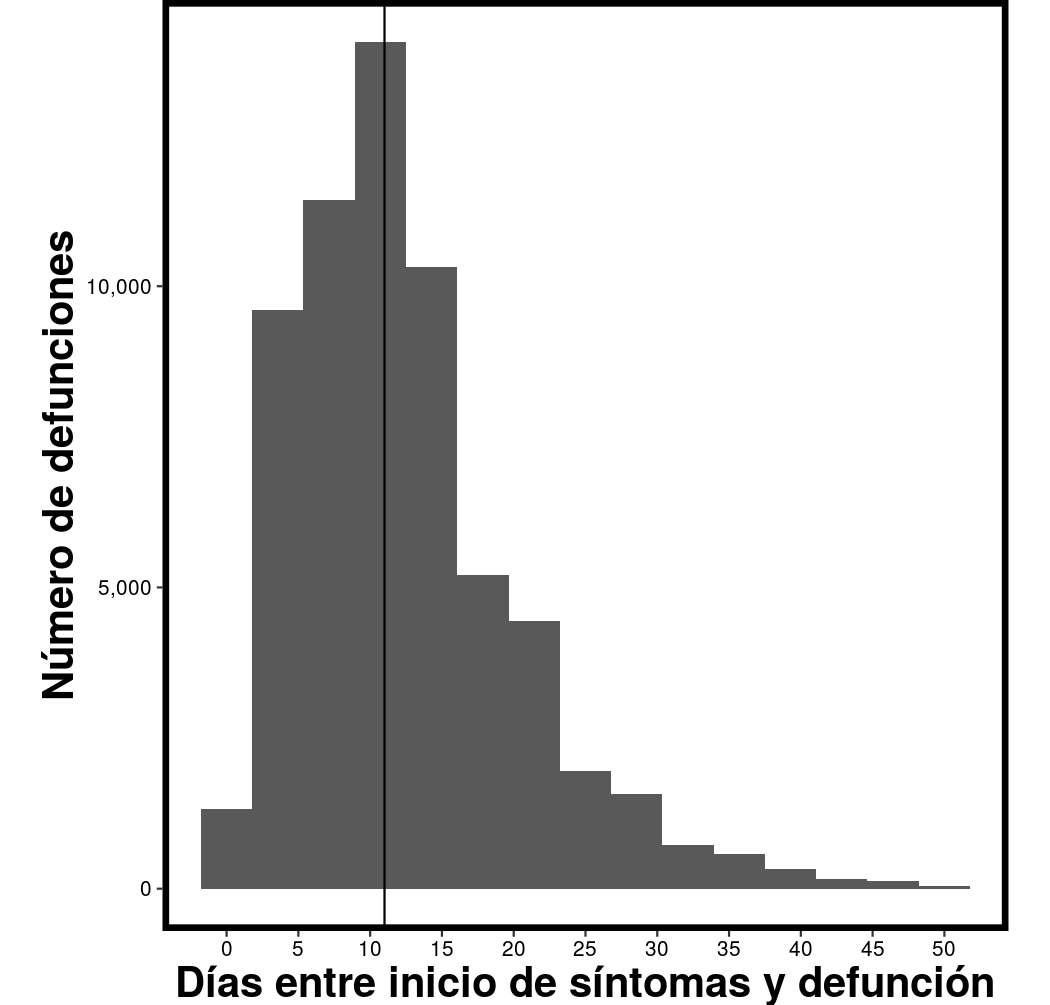 Número de defunciones
10,000
5,000
0
0 5 10 15 20 25 30 35 40 45 50
Días entre inicio de síntomas y defunción